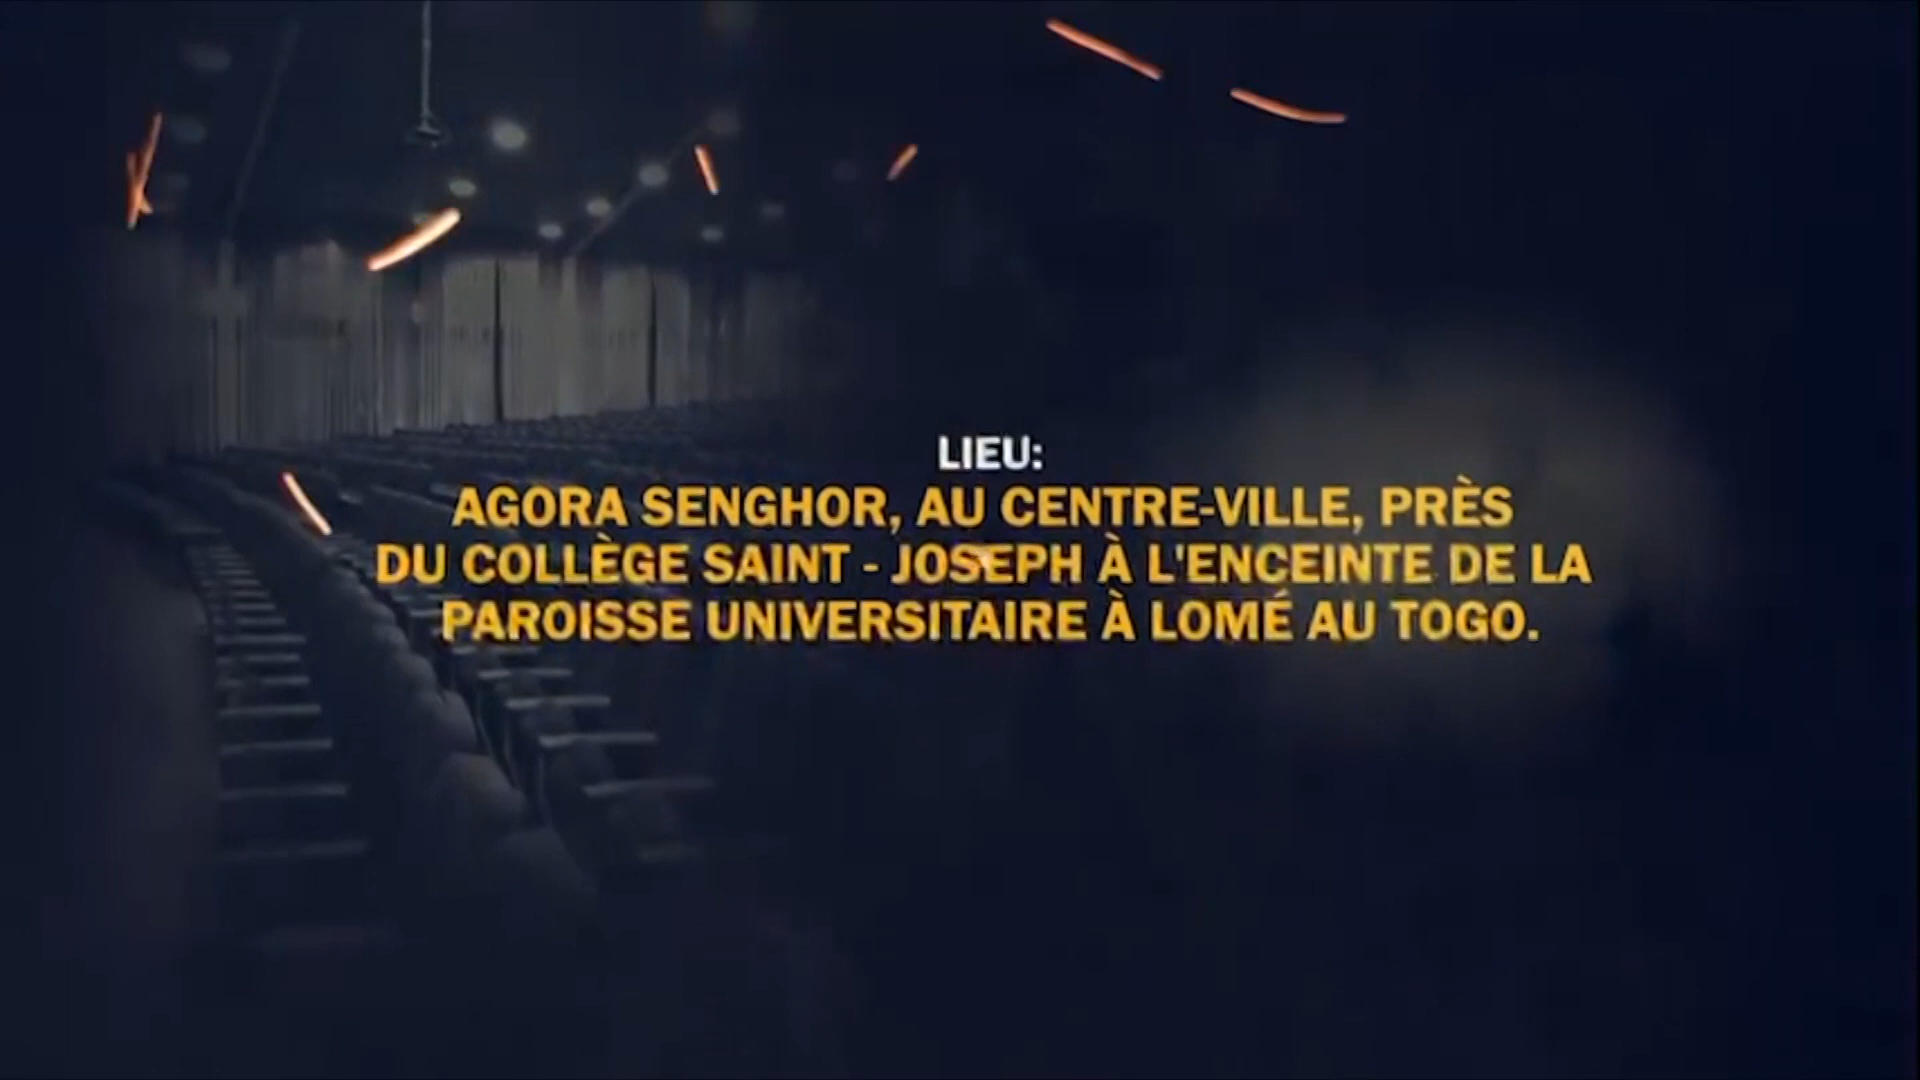 LIEU:
AGORA SENGHOR, AU CENTRE-VILLE, PRÈS
DU COLLÈGE SAINT - JOSEPH À L'ENCEINTE DE LA
PAROISSE UNIVERSITAIRE À LOMÉ AU TOGO.